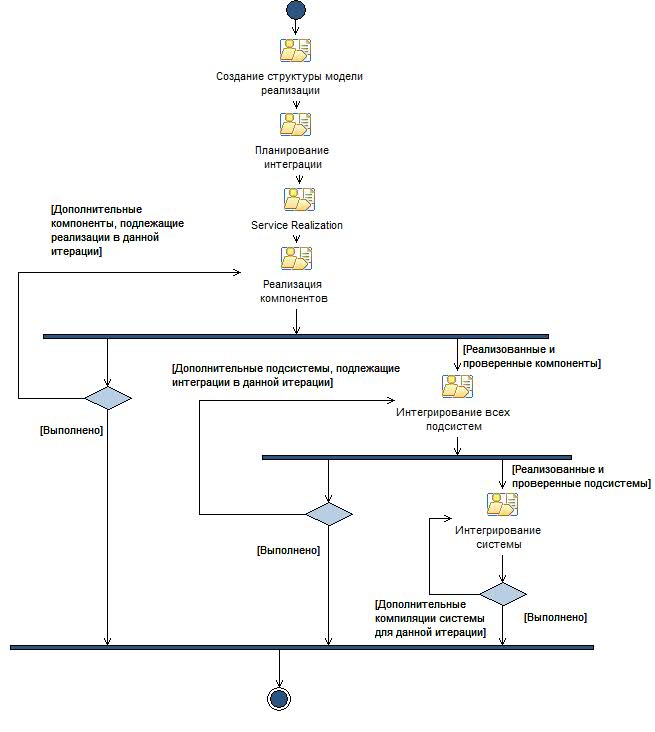 Создание структуры модели
реализации
Планирование
интеграции
Service Realization
[Дополнительные
компоненты, подлежащие
реализации в данной
итерации]
Реализация
компонентов
[Реализованные и
проверенные компоненты]
[Дополнительные подсистемы, подлежащие
интеграции в данной итерации]
Интегрирование всех
подсистем
[Выполнено]
[Реализованные и
проверенные подсистемы]
Интегрирование
системы
[Выполнено]
[Дополнительные
компиляции системы
для данной итерации]
[Выполнено]